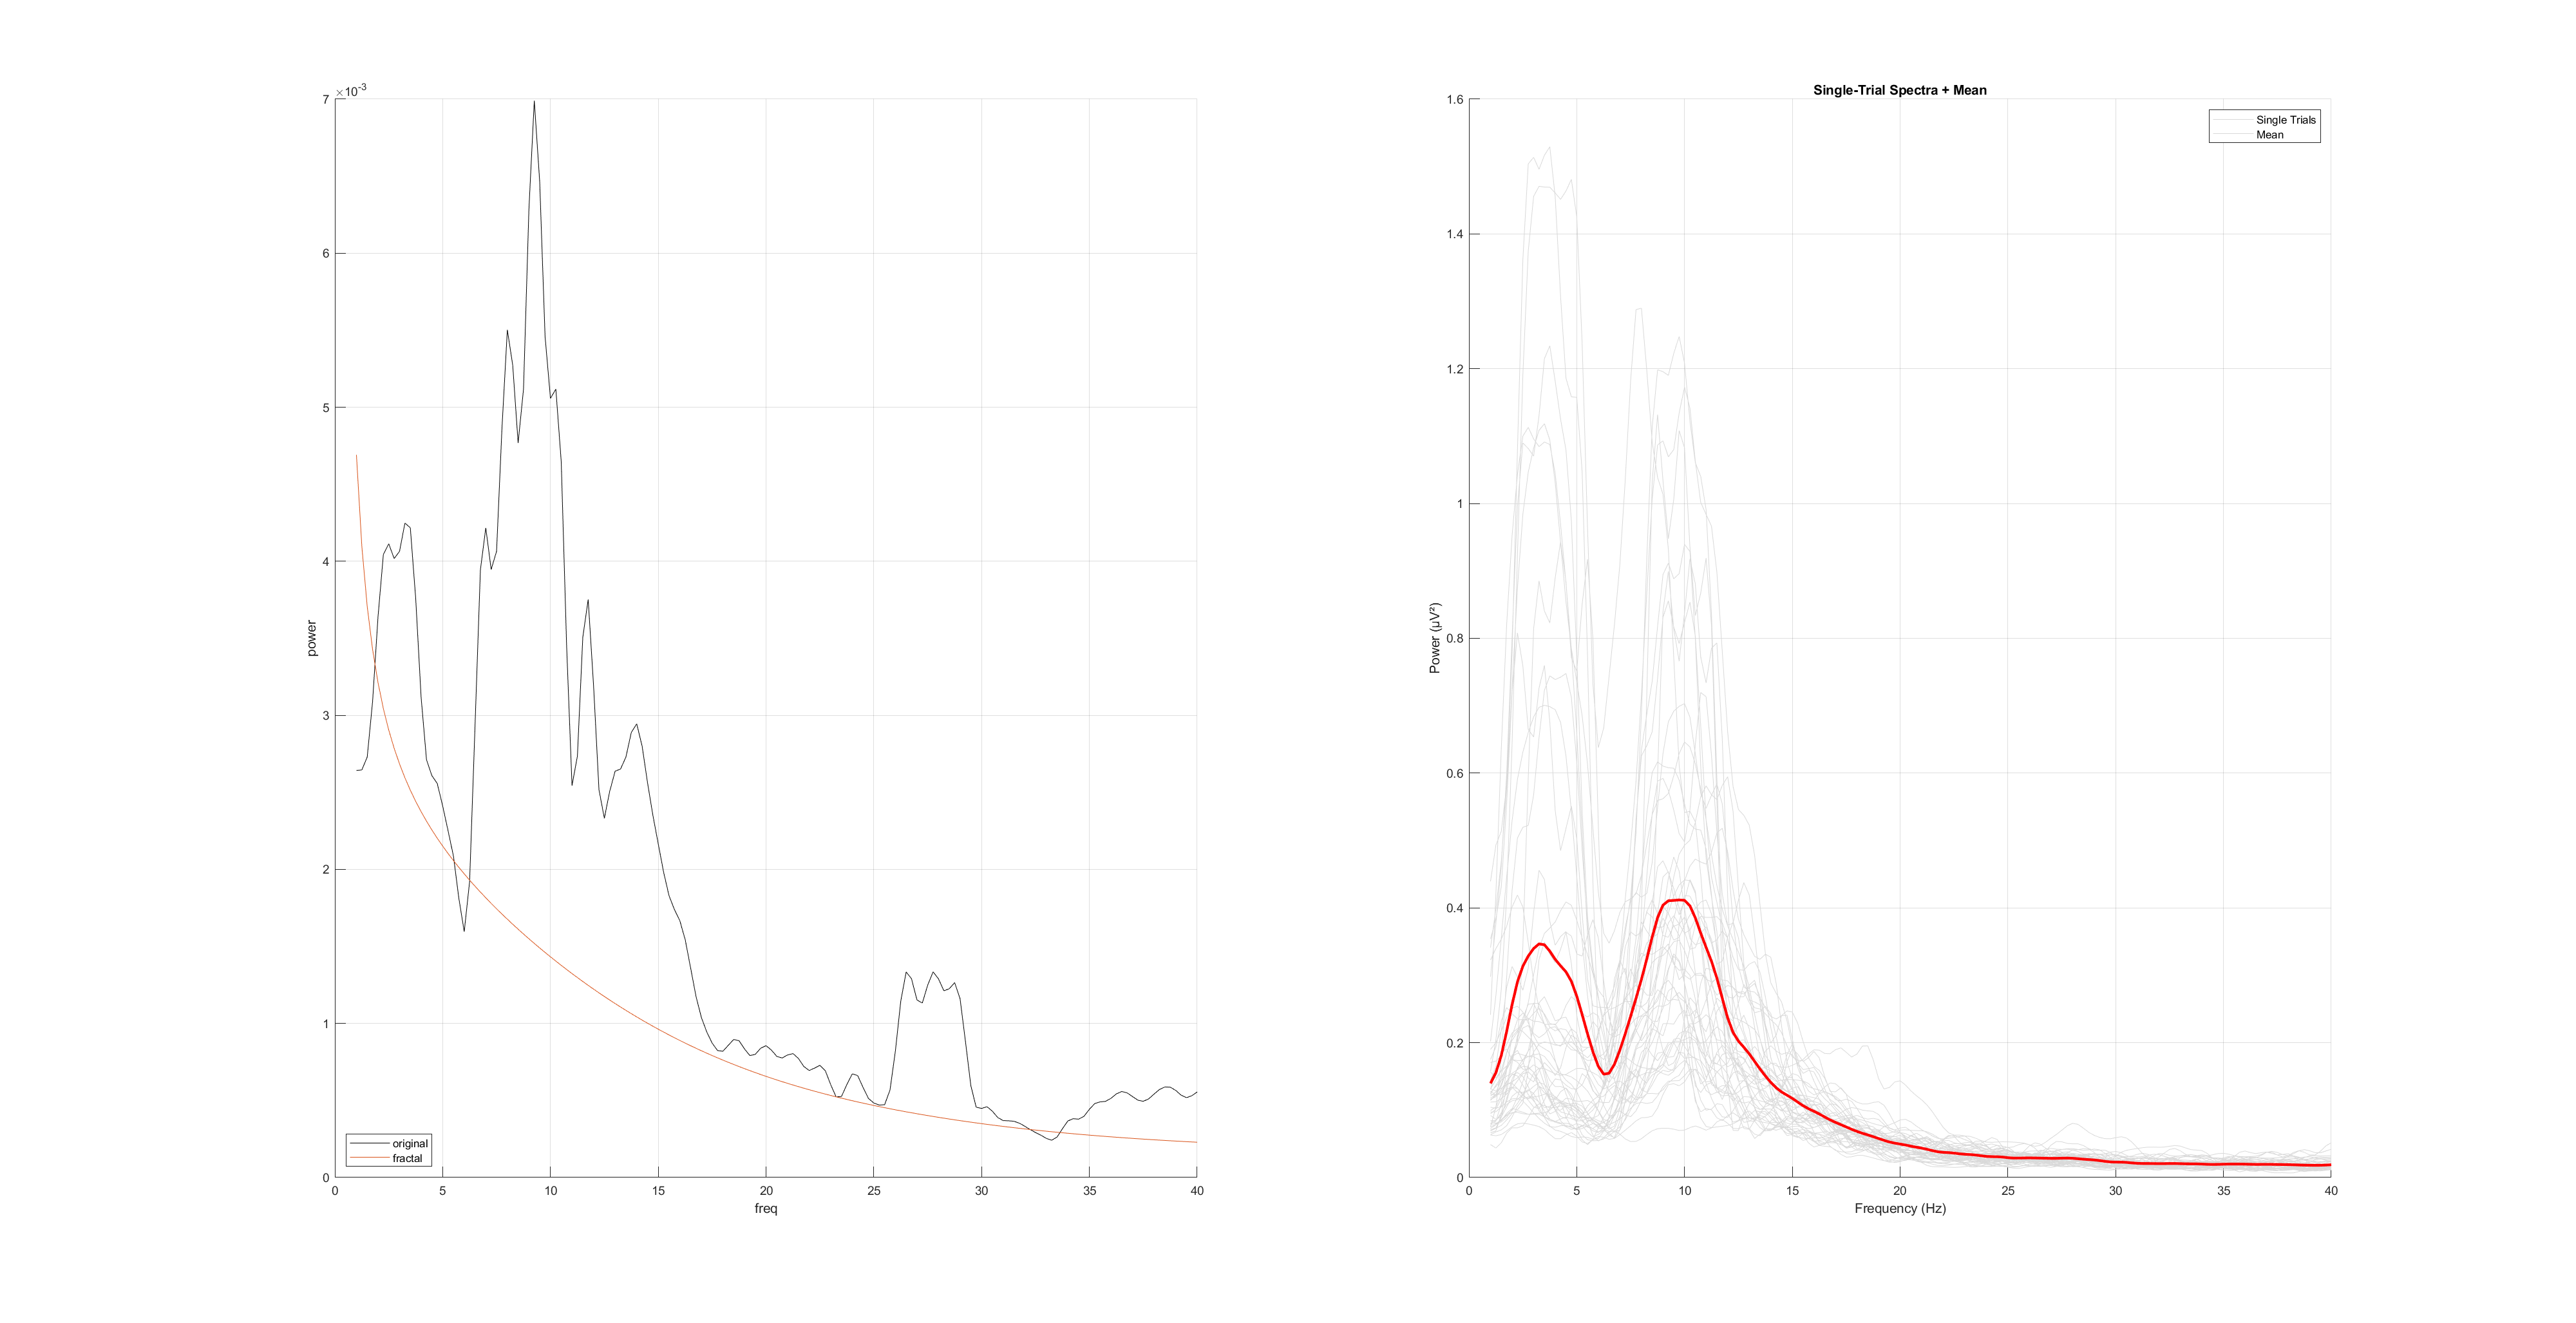 ×10-3
7
6
5
4
3
2
1
0
power
original
fractal
0 5 10 15 20 25 30 35 40
freq
Single-Trial Spectra + Mean
Single Trials
Mean
1.6
1.4
1.2
1
0.8
0.6
0.4
0.2
0
Power (µV²)
0 5 10 15 20 25 30 35 40
Frequency (Hz)